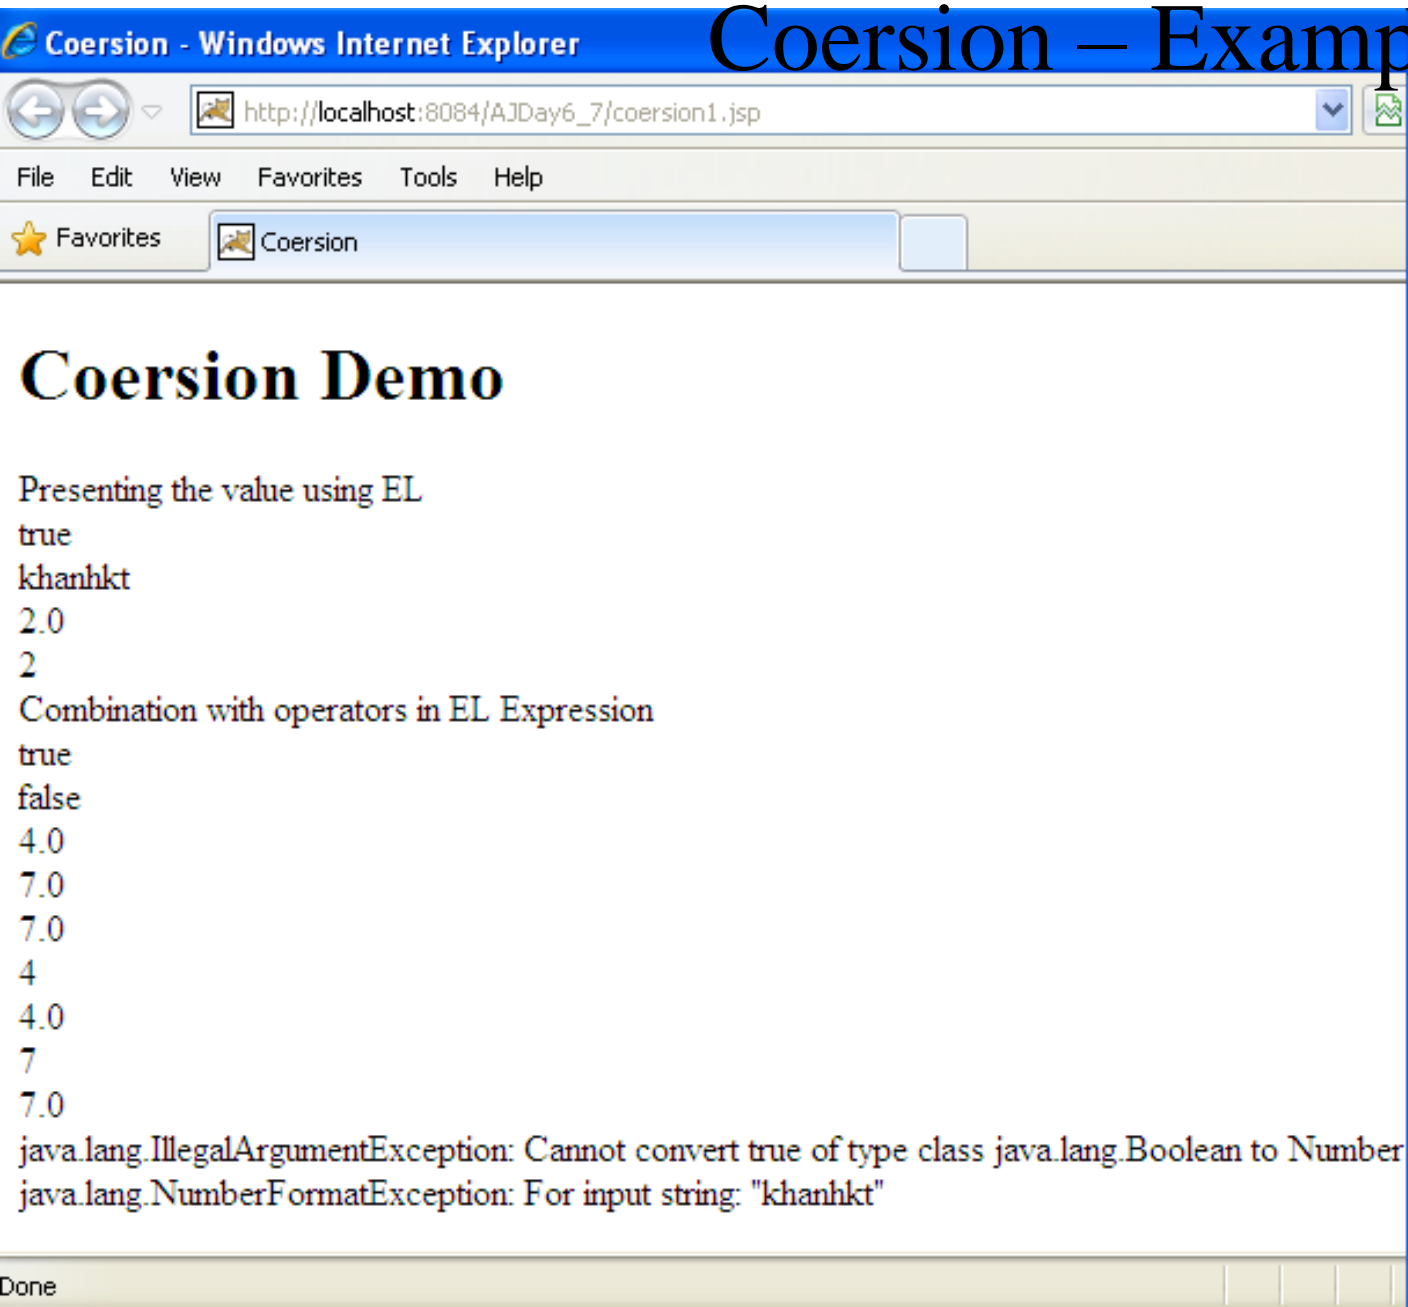 Coersion – Examp
Coersion - Windows Internet Explorer
http://localhost:8084/AJDay6_7/coersion1.jsp
File Edit View Favorites Tools Help
Favorites
Coersion
Coersion Demo
Presenting the value using EL
true
khanhkt
2.0
2
Combination with operators in EL Expression
true
false
4.0
7.0
7.0
4
4.0
7
7.0
java.lang.IllegalArgumentException: Cannot convert true of type class java.lang.Boolean to Number
java.lang.NumberFormatException: For input string: "khanhkt"
Done